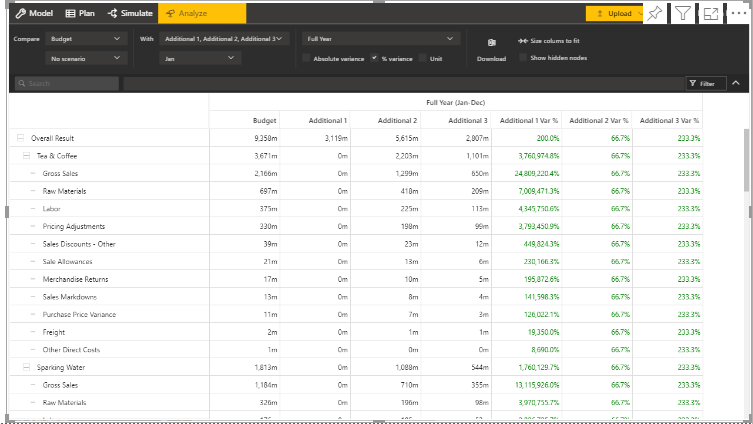 Model Plan Simulate Analyze Upload
Compare Budget With Additional 1, Additional 2, Additional 3 Full Year Size colums to fit
No scenario Jan Absolute variance % variance Unit Download Show hidden nodes
Search Filter
Full Year (Jan-Dec)
Budget Additional 1 Additional 2 Additional 3 Additional 1 Var % Additional 2 Var % Additional 3 Var %
Overall Result 9,358m 3,119m 5,615m 2,807m 200.0% 66.7% 233.3%
Tea & Coffee 3,671m 0m 2,203m 1,101m 3,760,974.8% 66.7% 233.3%
Gross Sales 2,166m 0m 1,299m 650m 24,809,220.4% 66.7% 233.3%
Raw Materials 697m 0m 418m 209m 7,009,471.3% 66.7% 233.3%
Labor 375m 0m 225m 113m 4,345,750.6% 66.7% 233.3%
Pricing Adjustments 330m 0m 198m 99m 3,793,450.9% 66.7% 233.3%
Sales Discounts - Other 39m 0m 23m 12m 449,824.3% 66.7% 233.3%
Sale Allowances 21m 0m 13m 6m 230,166.3% 66.7% 233.3%
Merchandise Returns 17m 0m 10m 5m 195,872.6% 66.7% 233.3%
Sales Markdowns 13m 0m 8m 4m 141,598.3% 66.7% 233.3%
Purchase Price Variance 11m 0m 7m 3m 126,022.1% 66.7% 233.3%
Freight 2m 0m 1m 1m 19,350.0% 66.7% 233.3%
Other Direct Costs 1m 0m 0m 0m 8,690.0% 66.7% 233.3%
Sparking Water 1,813m 0m 1,088m 544m 1,760,129.7% 66.7% 233.3%
Gross Sales 1,184m 0m 710m 355m 13,115,926.0% 66.7% 233.3%
Raw Materials 326m 0m 196m 98m 3,970,755.7% 66.7% 233.3%